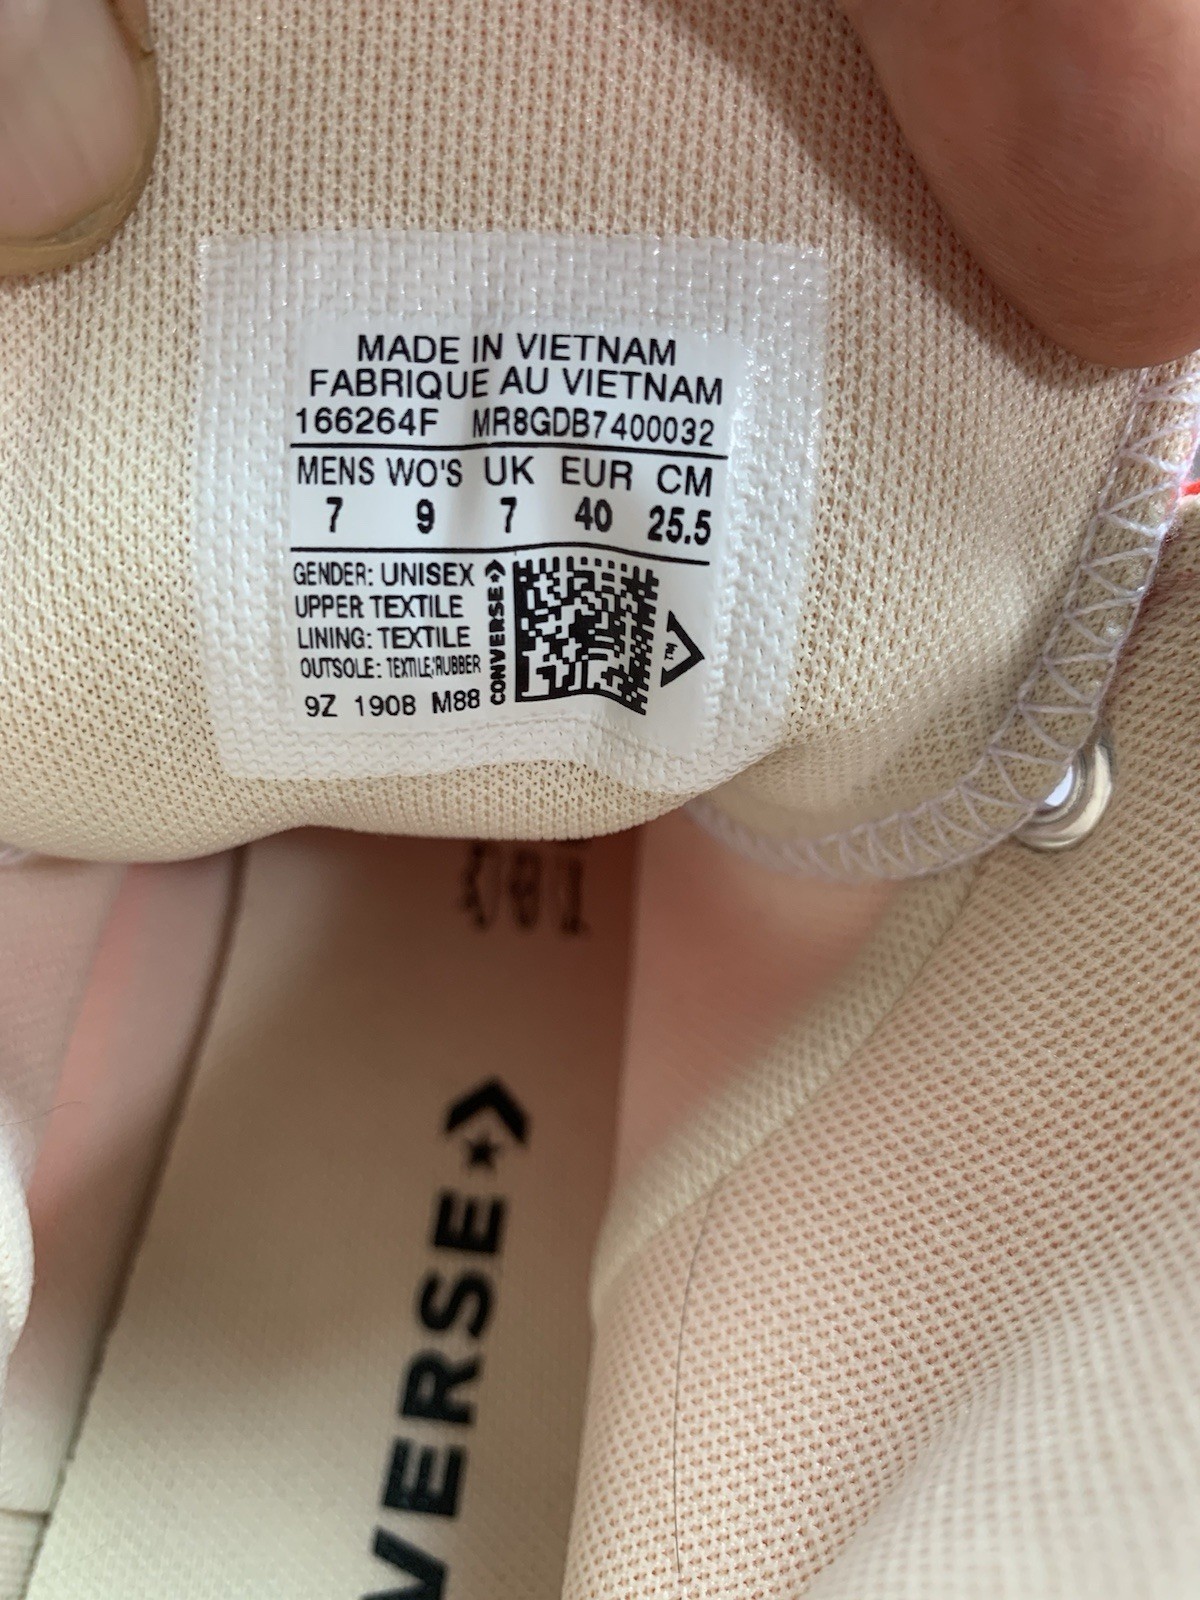 MADE IN VIETNAM
FABRIQUE AU VIETNAM
166264F MR8GDB7400032
MENS WO'S UK EUR CM
7 9 7 40 25.5
GENDER: UNISEX
UPPER TEXTILE
LINING: TEXTILE
OUTSOLE: TEXTILE/RUBBER
9Z 1908 M88
CONVERSE
VERSE